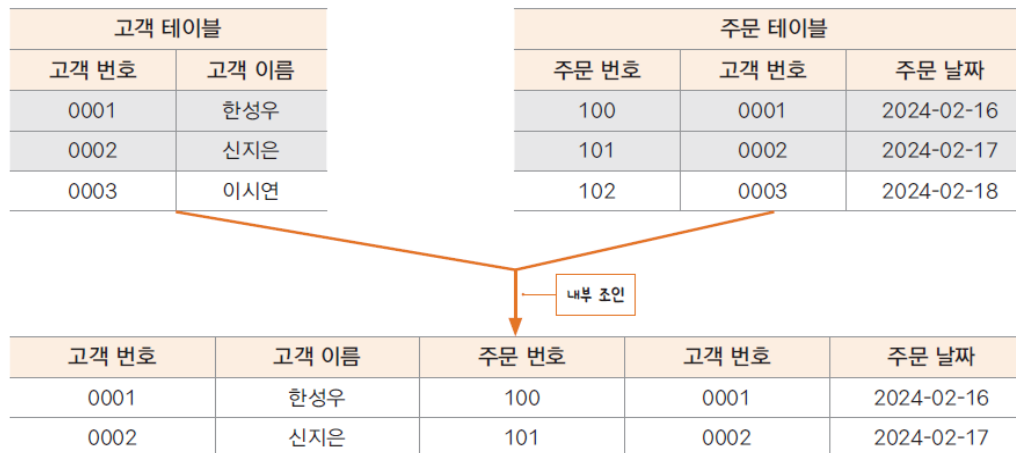 고객 테이블
고객 번호 고객 이름
0001 한성우
0002 신지은
0003 이시연
주문 테이블
주문 번호 고객 번호 주문 날짜
100 0001 2024-02-16
101 0002 2024-02-17
102 0003 2024-02-18
내부 조인
고객 번호 고객 이름 주문 번호 고객 번호 주문 날짜
0001 한성우 100 0001 2024-02-16
0002 신지은 101 0002 2024-02-17